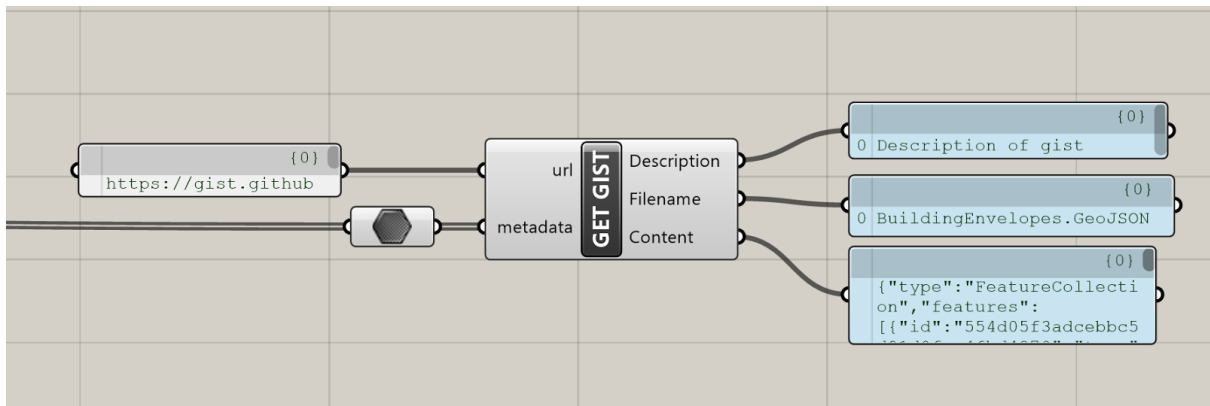 {0}
https://gist.github
url
metadata
GET GIST
Description
Filename
Content
{0}
0 Description of gist
{0}
0 BuildingEnvelopes.GeoJSON
{0}
{"type":"FeatureCollecti
on","features":
[{"id":"554d05f3adcebbc5